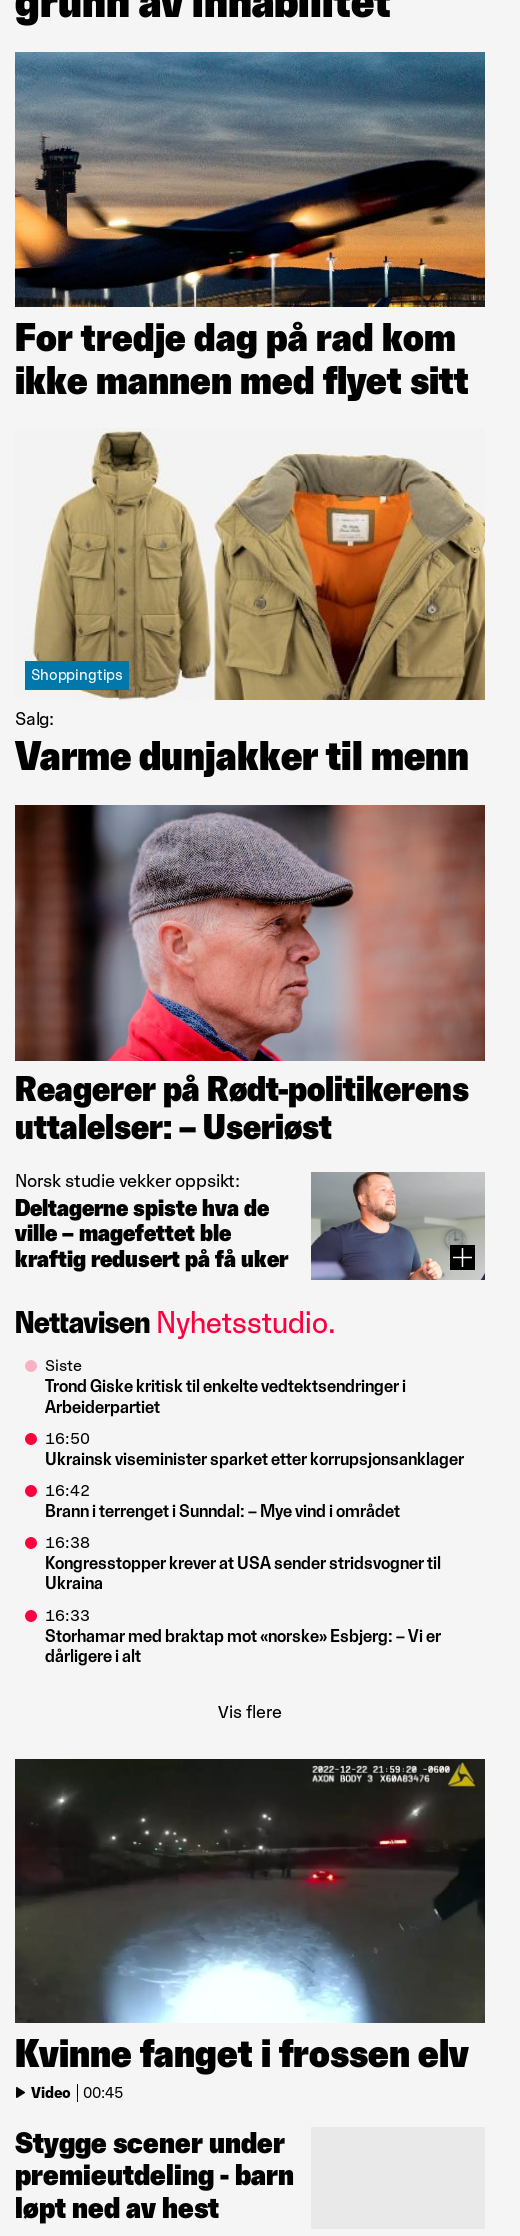 grunn av inhabilitet
For tredje dag på rad kom
ikke mannen med flyet sitt
Shoppingtips
Salg:
Varme dunjakker til menn
Reagerer på Rødt-politikerens
uttalelser: – Useriøst
Norsk studie vekker oppsikt:
Deltagerne spiste hva de
ville – magefettet ble
kraftig redusert på få uker
Nettavisen Nyhetsstudio.
Siste
Trond Giske kritisk til enkelte vedtektsendringer i
Arbeiderpartiet
16:50
Ukrainsk viseminister sparket etter korrupsjonsanklager
16:42
Brann i terrenget i Sunndal: – Mye vind i området
16:38
Kongresstopper krever at USA sender stridsvogner til
Ukraina
16:33
Storhamar med braktap mot «norske» Esbjerg: – Vi er
dårligere i alt
Vis flere
2022-12-22 21:59:20 -0600
AXON BODY 3 X60A83476
Kvinne fanget i frossen elv
Video 00:45
Stygge scener under
premieutdeling - barn
løpt ned av hest